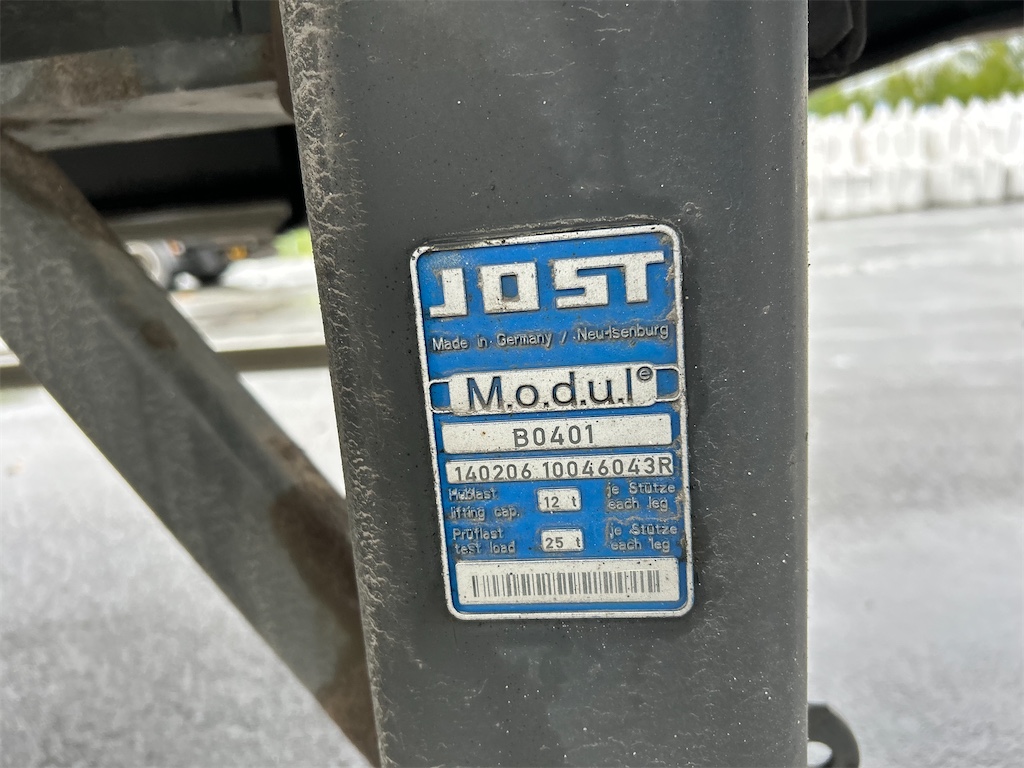 JOST
Made in Germany / Neu-Isenburg
M.o.d.u.l®
B0401
140206 10046043R
Hublast 12 t je Stütze
lifting cap. each leg
Prüflast 25 t je Stütze
test load each leg